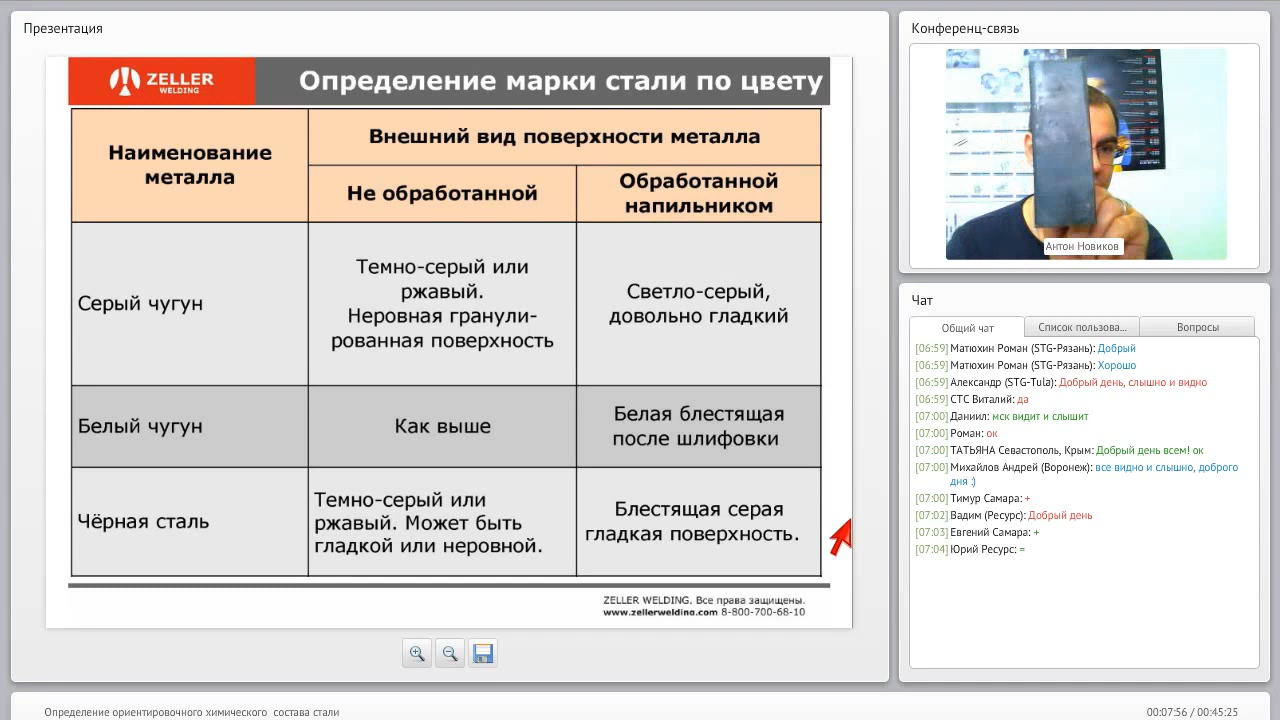 Презентация
ZELLER
WELDING
Определение марки стали по цвету
Наименование
металла
Внешний вид поверхности металла
Не обработанной
Обработанной
напильником
Серый чугун
Темно-серый или
ржавый.
Неровная гранули-
рованная поверхность
Светло-серый,
довольно гладкий
Белый чугун
Как выше
Белая блестящая
после шлифовки
Чёрная сталь
Темно-серый или
ржавый. Может быть
гладкой или неровной.
Блестящая серая
гладкая поверхность.
ZELLER WELDING. Все права защищены.
www.zellerwelding.com 8-800-700-68-10
Конференц-связь
Антон Новиков
Чат
Общий чат
Список пользова...
Вопросы
[06:59] Матюхин Роман (STG-Рязань): Добрый
[06:59] Матюхин Роман (STG-Рязань): Хорошо
[06:59] Александр (STG-Tula): Добрый день, слышно и видно
[06:59] СТС Виталий: да
[07:00] Даниил: мск видит и слышит
[07:00] Роман: ок
[07:00] ТАТЬЯНА Севастополь, Крым: Добрый день всем! ок
[07:00] Михайлов Андрей (Воронеж): все видно и слышно, доброго
дня :)
[07:00] Тимур Самара: +
[07:02] Вадим (Ресурс): Добрый день
[07:03] Евгений Самара: +
[07:04] Юрий Ресурс: =
Определение ориентировочного химического состава стали
00:07:56 / 00:45:25